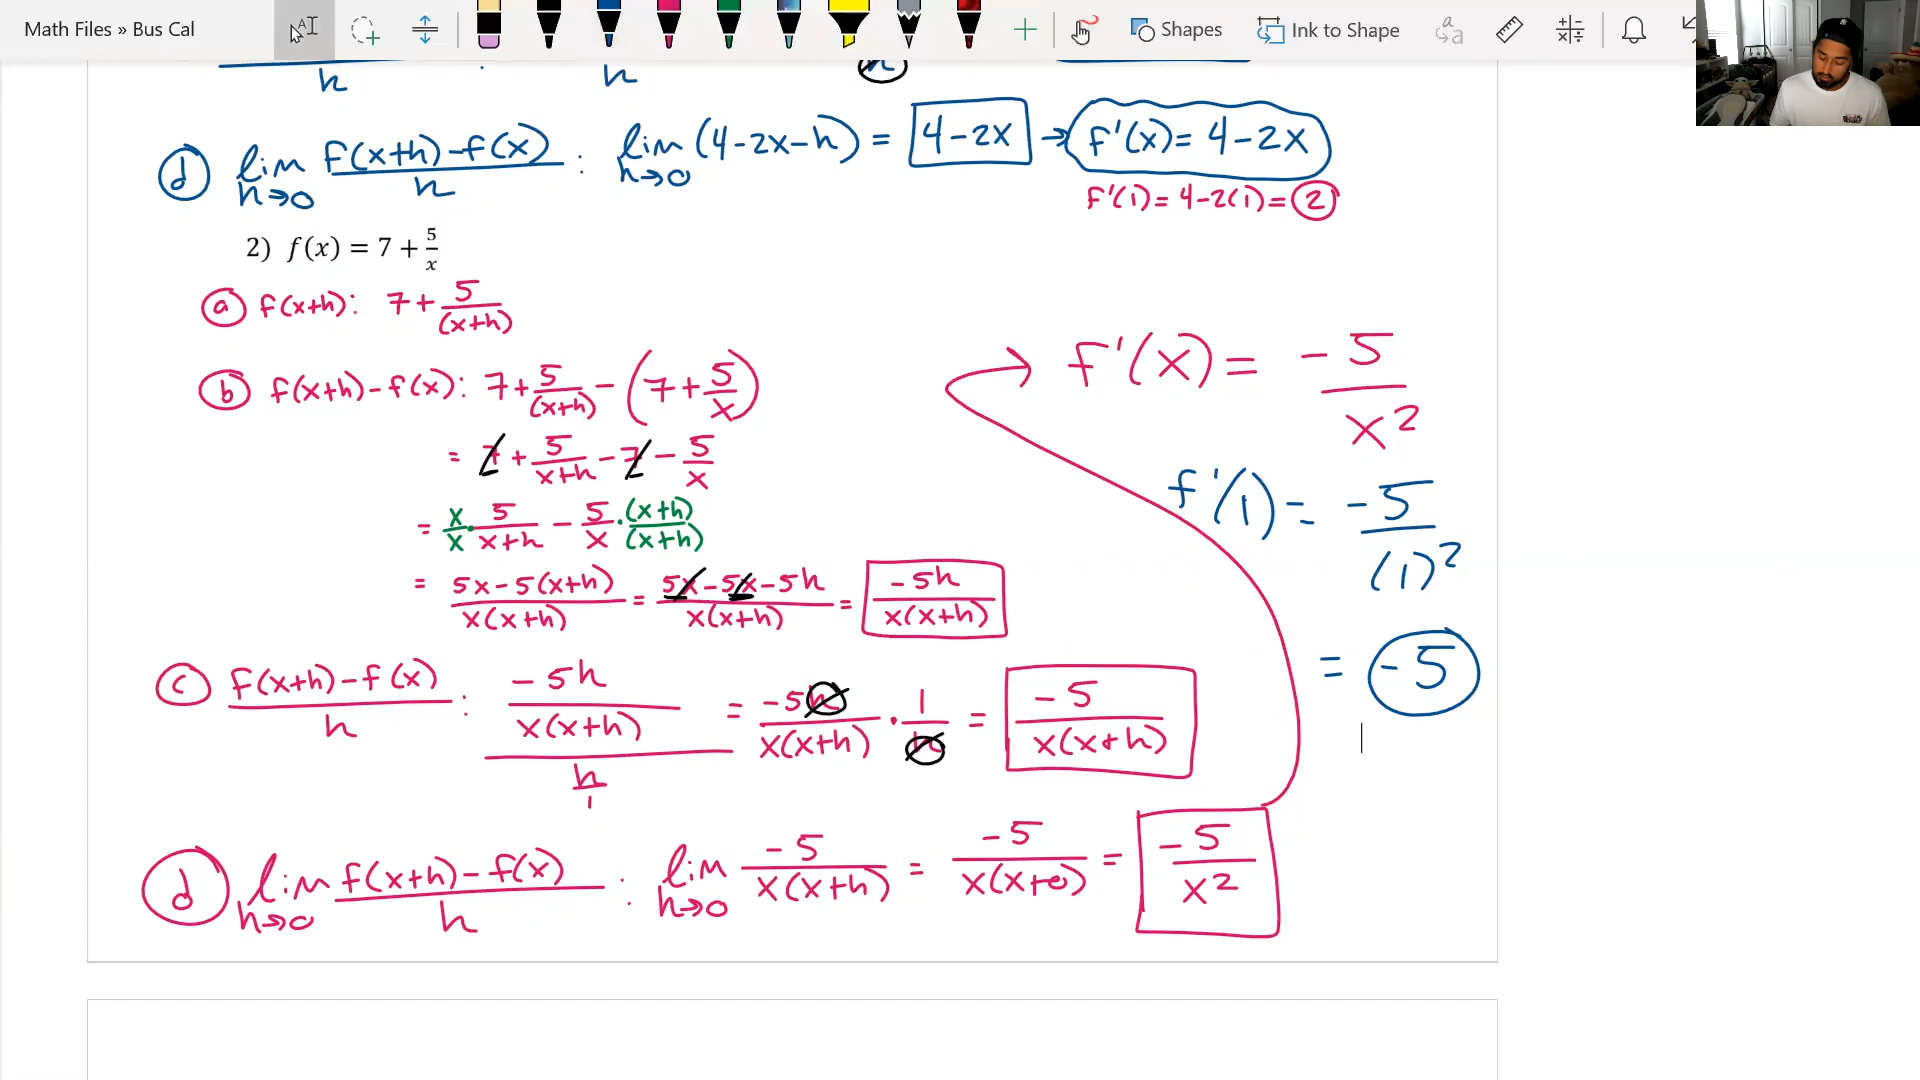 Math Files » Bus Cal
Shapes
Ink to Shape
h
h
h
d lim h→0 f(x+h)-f(x) / h : lim h→0 (4-2x-h) = 4-2x → f'(x)= 4-2x
f'(1)= 4-2(1)= 2
2) f(x) = 7 + 5/x
a f(x+h): 7+ 5/(x+h)
b f(x+h)-f(x): 7+ 5/(x+h) - (7+ 5/x)
= 7 + 5/x+h - 7 - 5/x
= x/x · 5/x+h - 5/x · (x+h)/(x+h)
= 5x-5(x+h) / x(x+h) = 5x-5x-5h / x(x+h) = -5h / x(x+h)
c f(x+h)-f(x) / h : -5h / x(x+h) / h/1 = -5h / x(x+h) · 1/h = -5 / x(x+h)
d lim h→0 f(x+h)-f(x) / h : lim h→0 -5 / x(x+h) = -5 / x(x+0) = -5 / x²
f'(x)= -5 / x²
f'(1)= -5 / (1)²
= -5